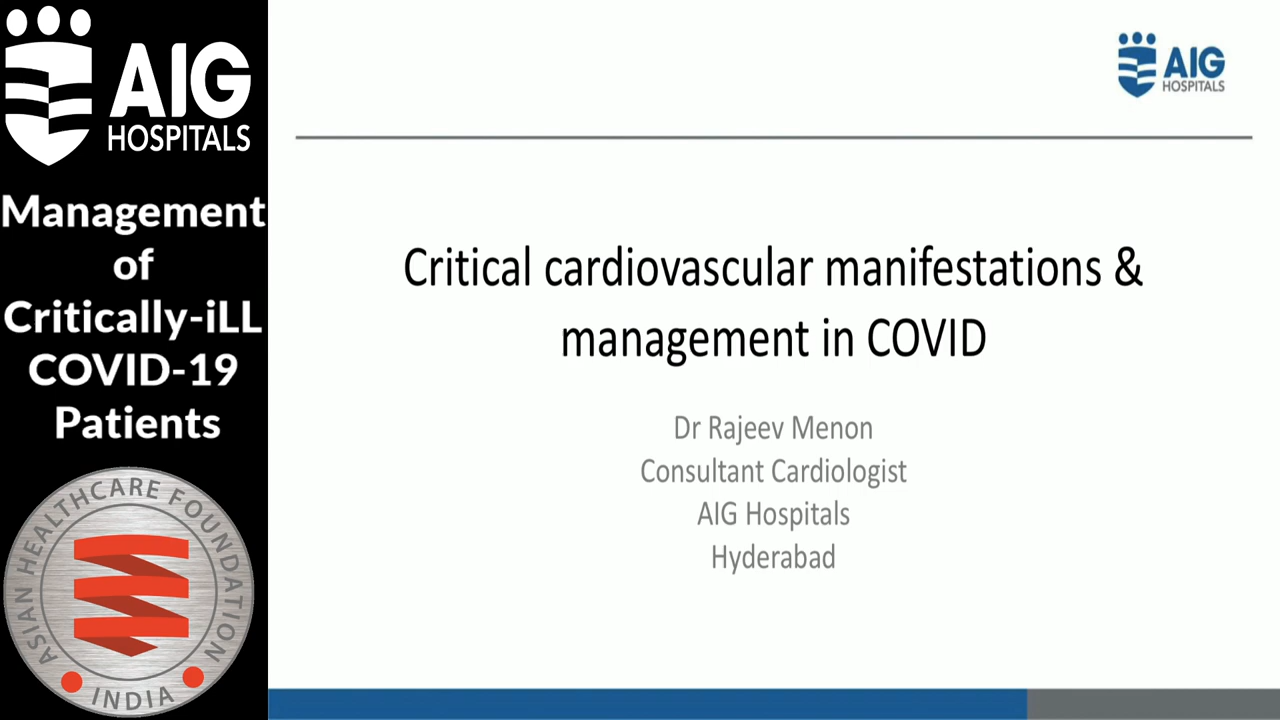 AIG
HOSPITALS
Management
of
Critically-iLL
COVID-19
Patients
ASIAN HEALTHCARE FOUNDATION
INDIA
AIG
HOSPITALS
Critical cardiovascular manifestations &
management in COVID
Dr Rajeev Menon
Consultant Cardiologist
AIG Hospitals
Hyderabad